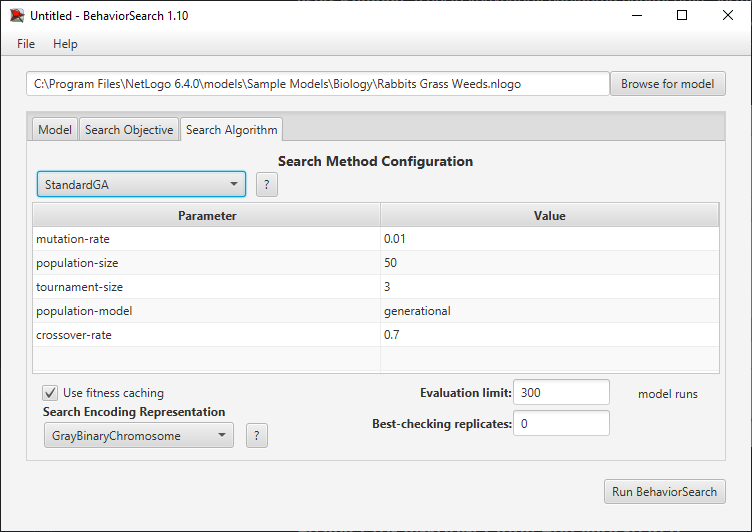 Untitled - BehaviorSearch 1.10
File Help
C:\Program Files\NetLogo 6.4.0\models\Sample Models\Biology\Rabbits Grass Weeds.nlogo Browse for model
Model Search Objective Search Algorithm
Search Method Configuration
StandardGA ?
Parameter Value
mutation-rate 0.01
population-size 50
tournament-size 3
population-model generational
crossover-rate 0.7
Use fitness caching Evaluation limit: 300 model runs
Search Encoding Representation
Best-checking replicates: 0
GrayBinaryChromosome ?
Run BehaviorSearch